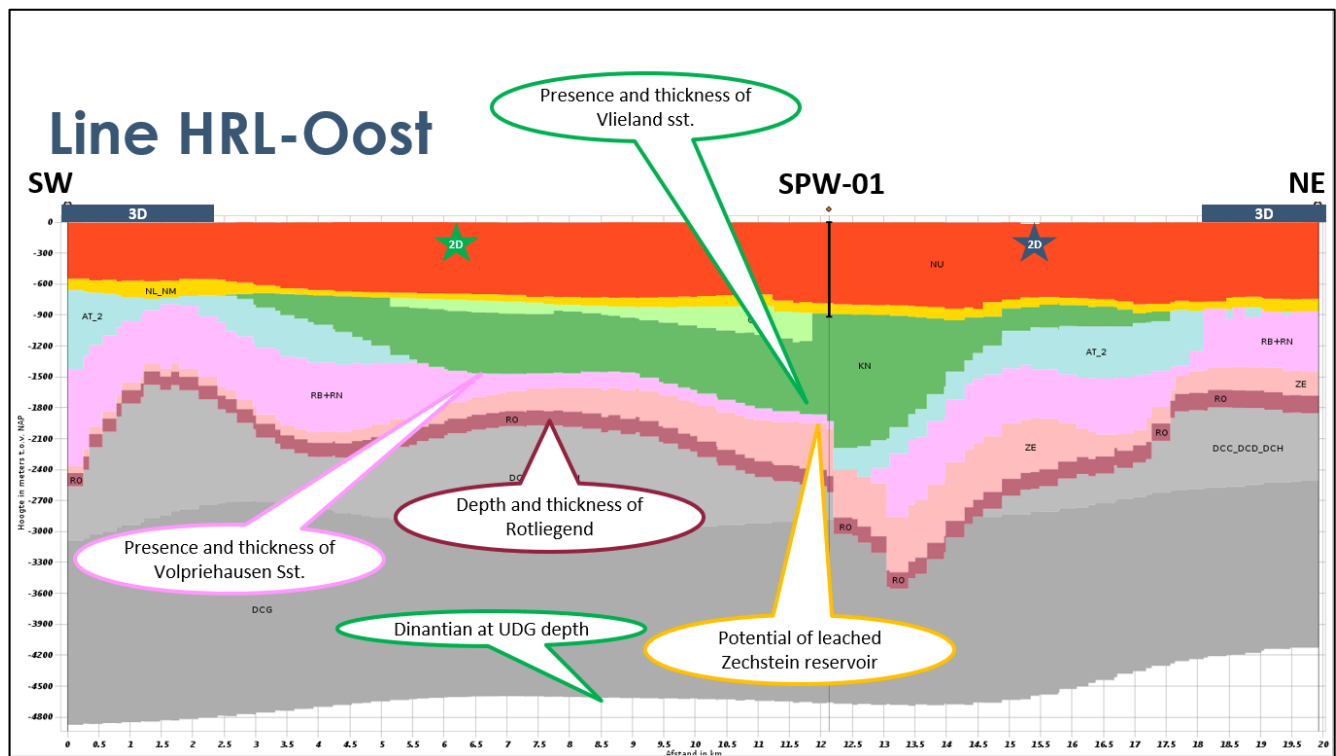 Line HRL-Oost
Presence and thickness of
Vlieland sst.
SW
SPW-01
NE
3D
3D
2D
2D
NU
NL_NM
AT_2
KN
AT_2
RB+RN
RB+RN
ZE
RO
RO
ZE
RO
RO
DCC_DCD_DCH
RO
RO
Depth and thickness of
Rotliegend
Presence and thickness of
Volpriehausen Sst.
DCG
Dinantian at UDG depth
Potential of leached
Zechstein reservoir
Hoogte in meters t.o.v. NAP
0
-300
-600
-900
-1200
-1500
-1800
-2100
-2400
-2700
-3000
-3300
-3600
-3900
-4200
-4500
-4800
0 0.5 1 1.5 2 2.5 3 3.5 4 4.5 5 5.5 6 6.5 7 7.5 8 8.5 9 9.5 10 10.5 11 11.5 12 12.5 13 13.5 14 14.5 15 15.5 16 16.5 17 17.5 18 18.5 19 19.5 20
Afstand in km